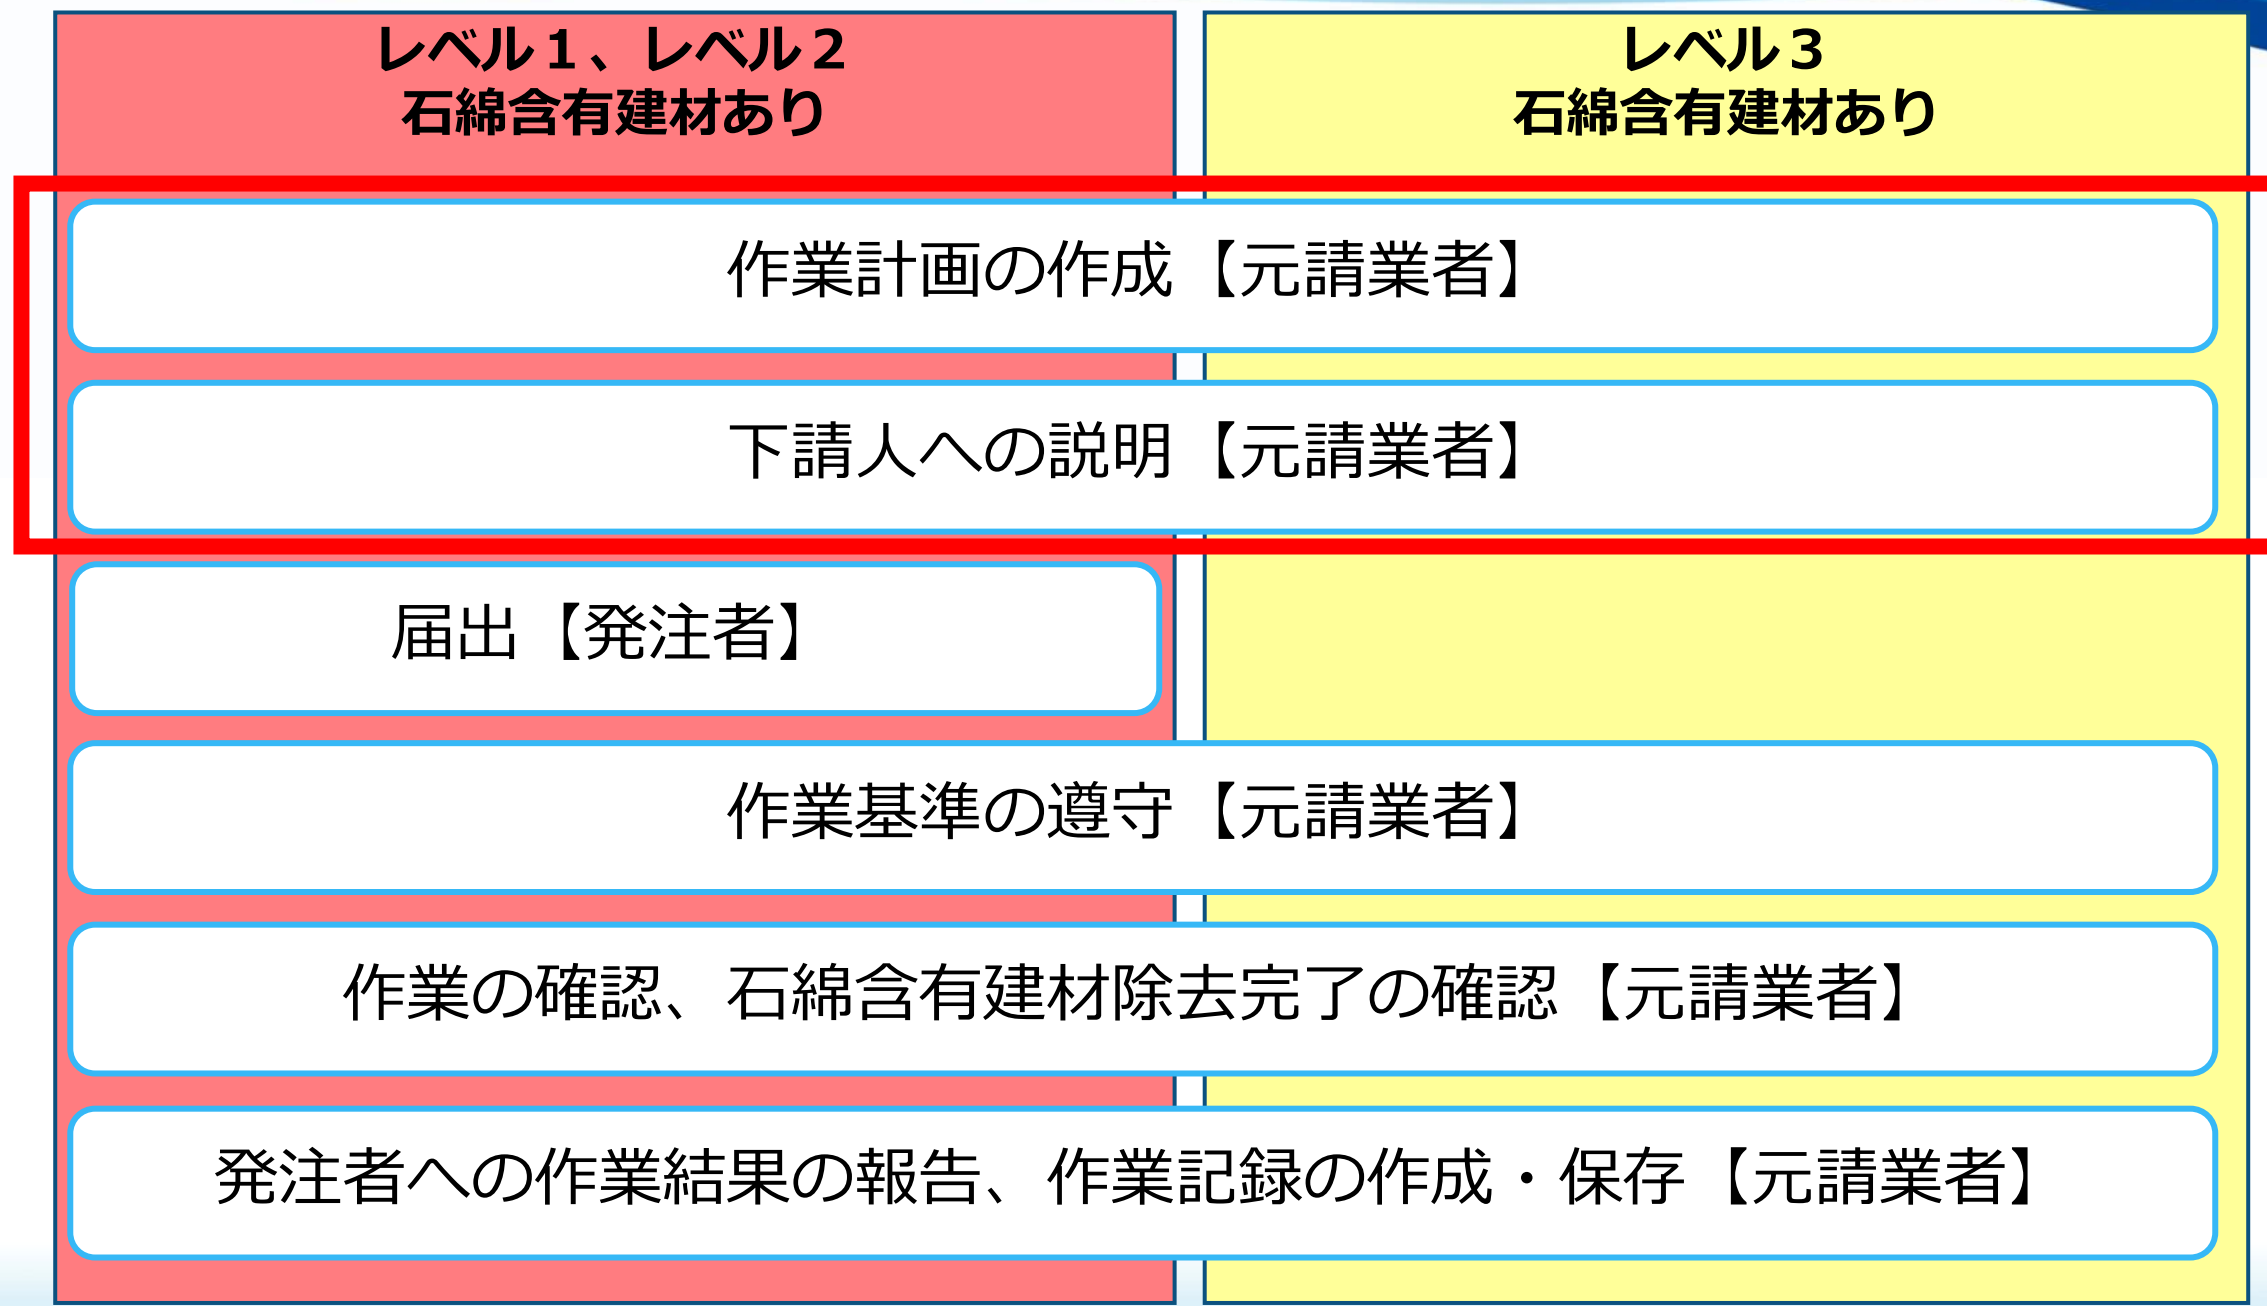 レベル１、レベル２
石綿含有建材あり
レベル３
石綿含有建材あり
作業計画の作成【元請業者】
下請人への説明【元請業者】
届出【発注者】
作業基準の遵守【元請業者】
作業の確認、石綿含有建材除去完了の確認【元請業者】
発注者への作業結果の報告、作業記録の作成・保存【元請業者】